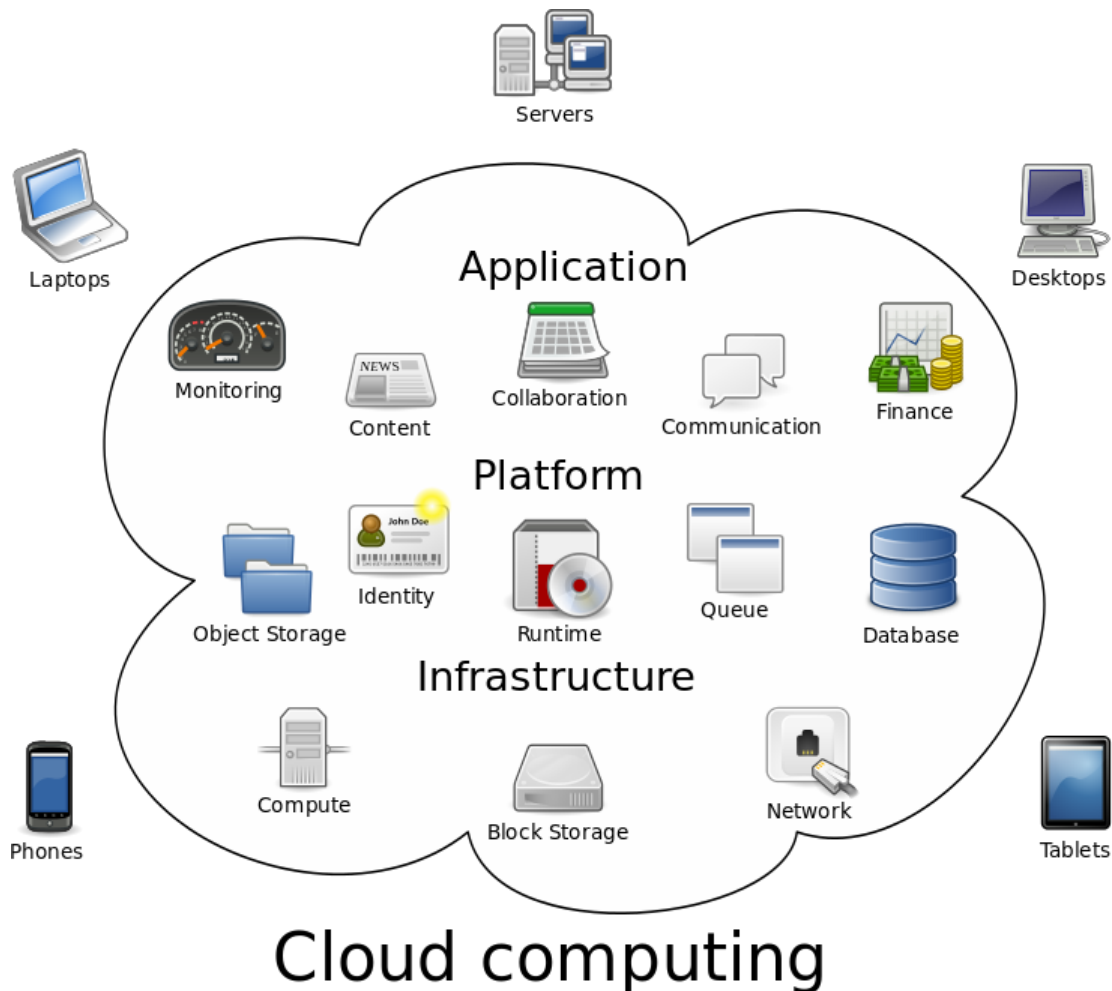 Servers
Laptops
Desktops
Application
Monitoring
NEWS
Content
Collaboration
Communication
Finance
Platform
John Doe
Object Storage
Identity
Runtime
Queue
Database
Infrastructure
Compute
Block Storage
Network
Phones
Tablets
Cloud computing